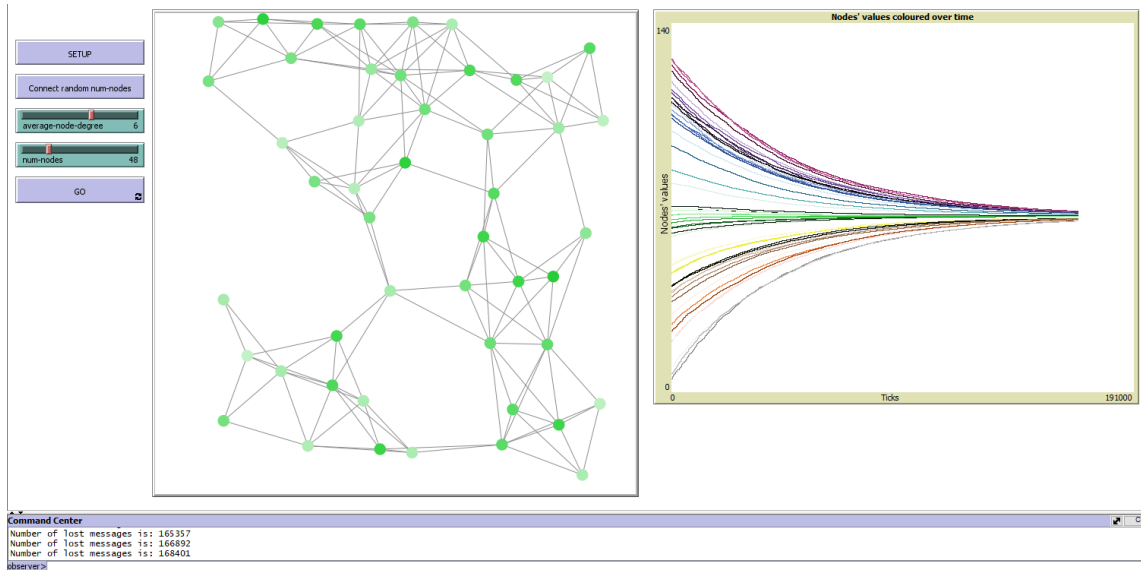 SETUP
Connect random num-nodes
average-node-degree 6
num-nodes 48
GO
Nodes' values coloured over time
140
Nodes' values
0
0
Ticks
191000
Command Center
C
Number of lost messages is: 165357
Number of lost messages is: 166892
Number of lost messages is: 168401
observer>